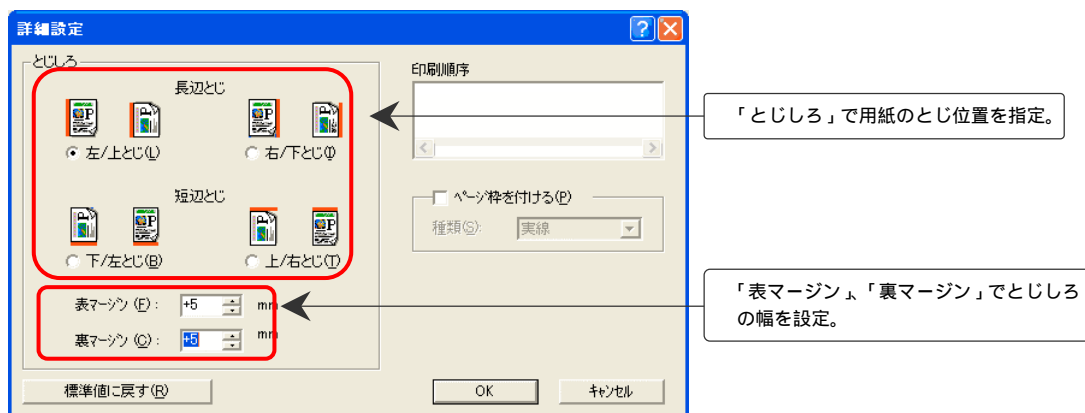 詳細設定
とじしろ
長辺とじ
左/上とじ(L)
右/下とじ(I)
短辺とじ
下/左とじ(B)
上/右とじ(T)
表マージン (F): +5 mm
裏マージン (C): +5 mm
標準値に戻す(R)
印刷順序
ページ枠を付ける(P)
種類(S): 実線
OK
キャンセル
「とじしろ」で用紙のとじ位置を指定。
「表マージン」、「裏マージン」でとじしろ
の幅を設定。